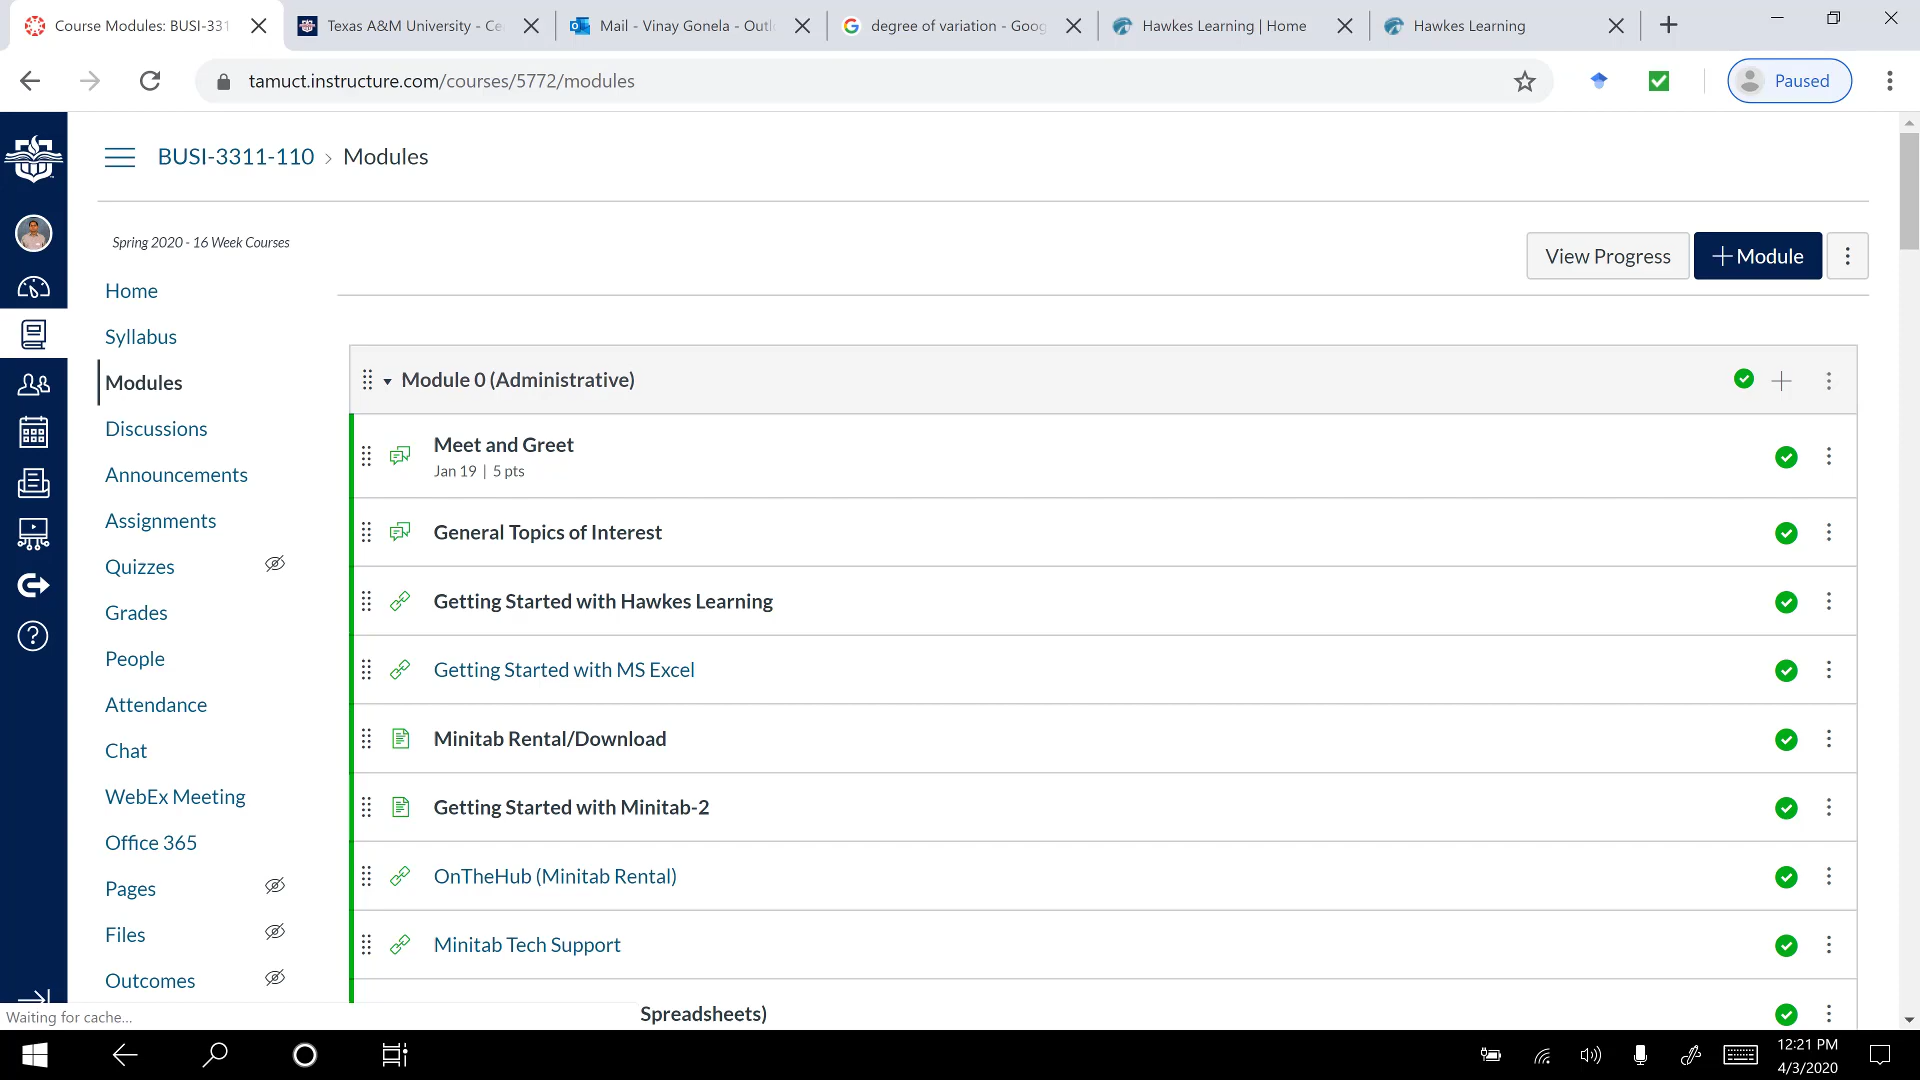 Course Modules: BUSI-331
Texas A&M University - Ce
Mail - Vinay Gonela - Outl
degree of variation - Goog
Hawkes Learning | Home
Hawkes Learning
tamuct.instructure.com/courses/5772/modules
Paused
BUSI-3311-110 › Modules
Spring 2020 - 16 Week Courses
View Progress
+ Module
Home
Syllabus
Modules
Discussions
Announcements
Assignments
Quizzes
Grades
People
Attendance
Chat
WebEx Meeting
Office 365
Pages
Files
Outcomes
Module 0 (Administrative)
Meet and Greet
Jan 19 | 5 pts
General Topics of Interest
Getting Started with Hawkes Learning
Getting Started with MS Excel
Minitab Rental/Download
Getting Started with Minitab-2
OnTheHub (Minitab Rental)
Minitab Tech Support
Spreadsheets)
Waiting for cache...
12:21 PM
4/3/2020